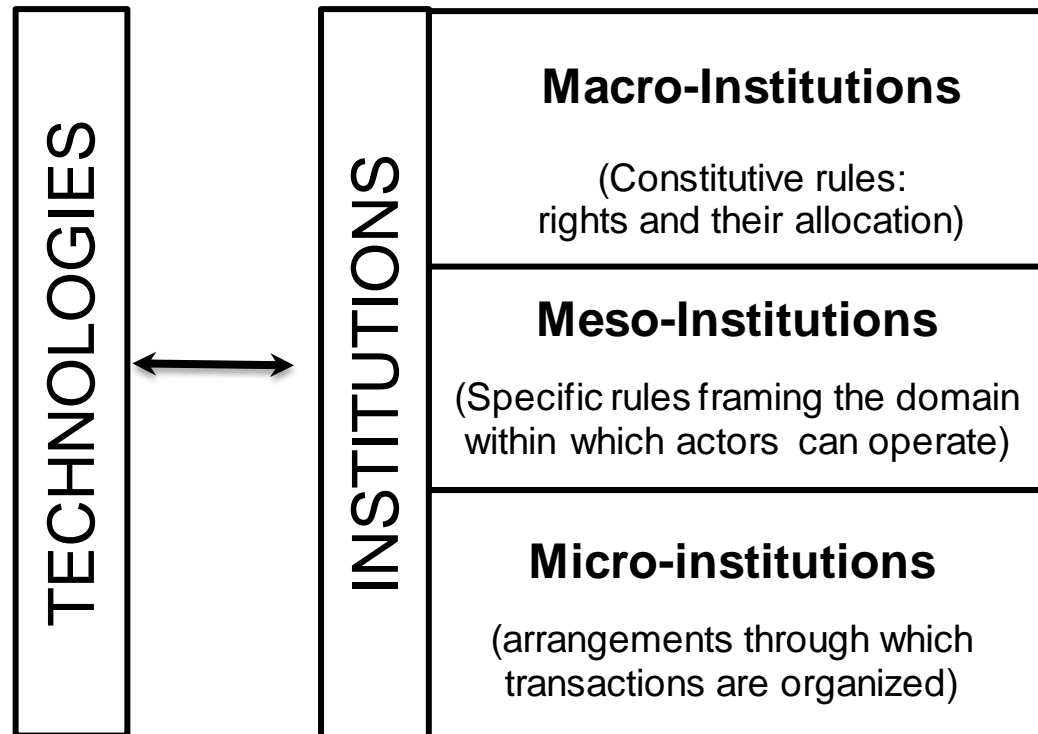 TECHNOLOGIES
INSTITUTIONS
Macro-Institutions
(Constitutive rules:
rights and their allocation)
Meso-Institutions
(Specific rules framing the domain
within which actors can operate)
Micro-institutions
(arrangements through which
transactions are organized)